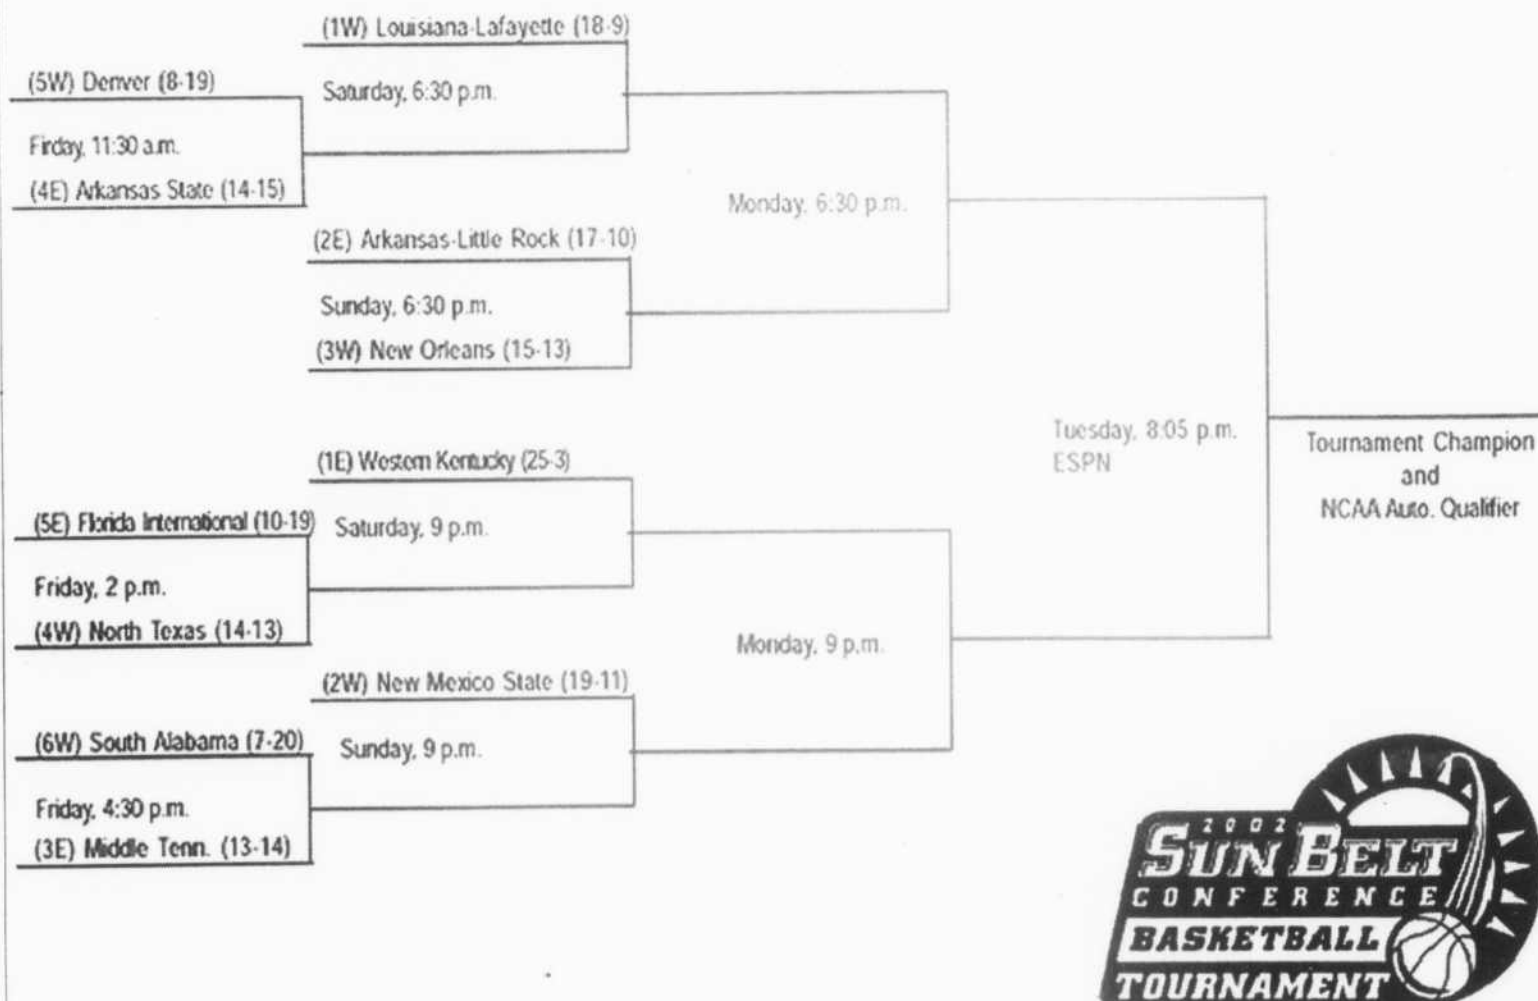 (1W) Louisiana-Lafayette (18-9)
(5W) Denver (8-19)
Saturday, 6:30 p.m.
Firday, 11:30 a.m.
(4E) Arkansas State (14-15)
Monday, 6:30 p.m.
(2E) Arkansas-Little Rock (17-10)
Sunday, 6:30 p.m.
(3W) New Orleans (15-13)
Tuesday, 8:05 p.m.
ESPN
Tournament Champion
and
NCAA Auto. Qualifier
(1E) Western Kentucky (25-3)
(5E) Florida International (10-19)
Saturday, 9 p.m.
Friday, 2 p.m.
(4W) North Texas (14-13)
Monday, 9 p.m.
(2W) New Mexico State (19-11)
(6W) South Alabama (7-20)
Sunday, 9 p.m.
Friday, 4:30 p.m.
(3E) Middle Tenn. (13-14)
2002
SUN BELT
CONFERENCE
BASKETBALL
TOURNAMENT